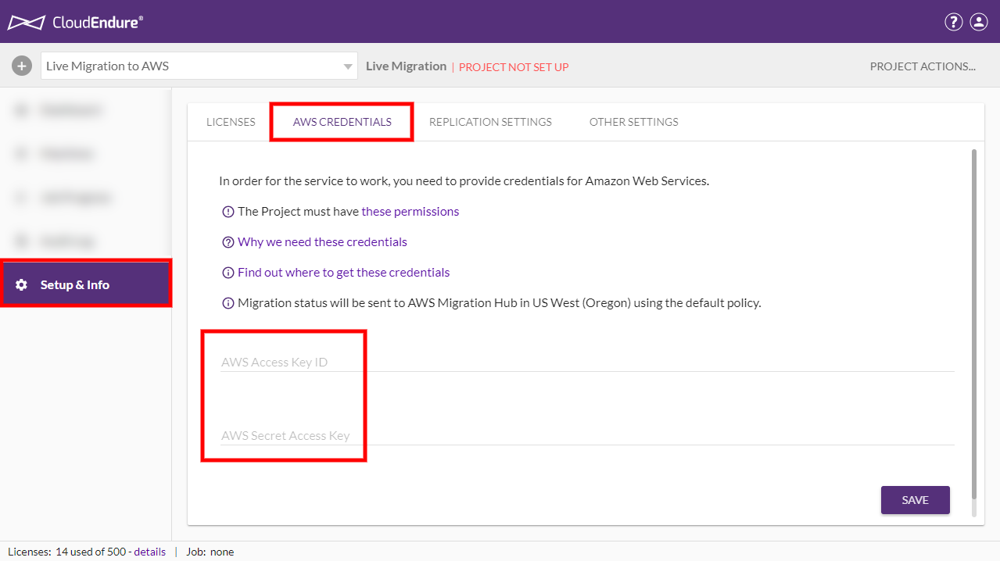 CloudEndure®
?
Live Migration to AWS
Live Migration | PROJECT NOT SET UP
PROJECT ACTIONS...
LICENSES
AWS CREDENTIALS
REPLICATION SETTINGS
OTHER SETTINGS
Setup & Info
In order for the service to work, you need to provide credentials for Amazon Web Services.
The Project must have these permissions
Why we need these credentials
Find out where to get these credentials
Migration status will be sent to AWS Migration Hub in US West (Oregon) using the default policy.
AWS Access Key ID
AWS Secret Access Key
SAVE
Licenses: 14 used of 500 - details | Job: none